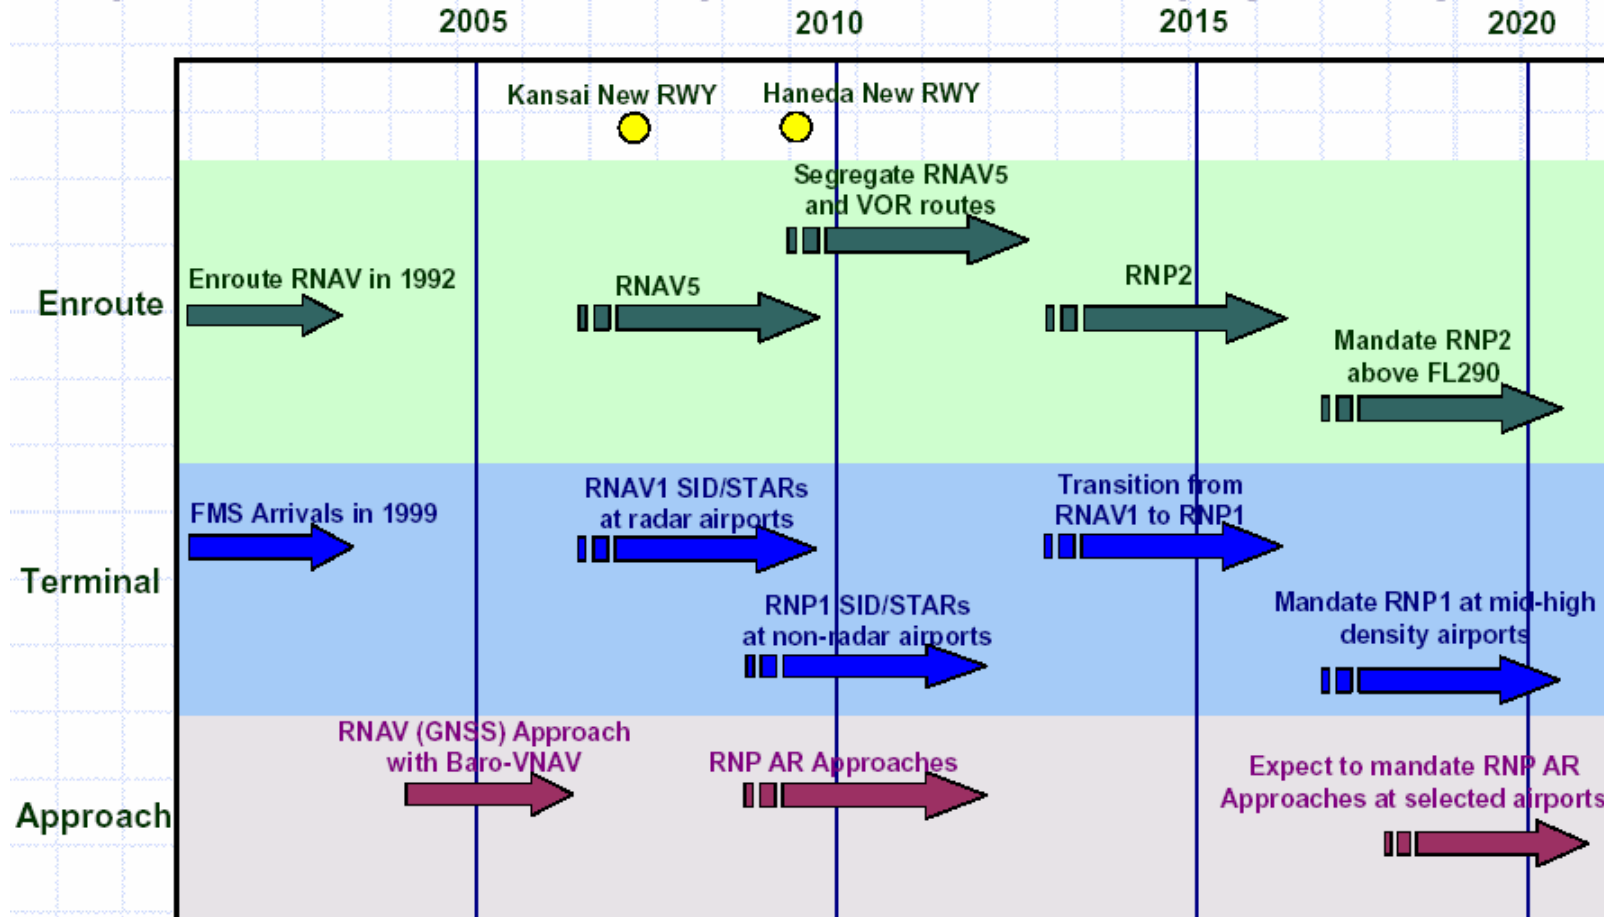 2005
2010
2015
2020
Kansai New RWY
Haneda New RWY
Enroute
Segregate RNAV5
and VOR routes
Enroute RNAV in 1992
RNAV5
RNP2
Mandate RNP2
above FL290
Terminal
FMS Arrivals in 1999
RNAV1 SID/STARs
at radar airports
Transition from
RNAV1 to RNP1
RNP1 SID/STARs
at non-radar airports
Mandate RNP1 at mid-high
density airports
Approach
RNAV (GNSS) Approach
with Baro-VNAV
RNP AR Approaches
Expect to mandate RNP AR
Approaches at selected airports